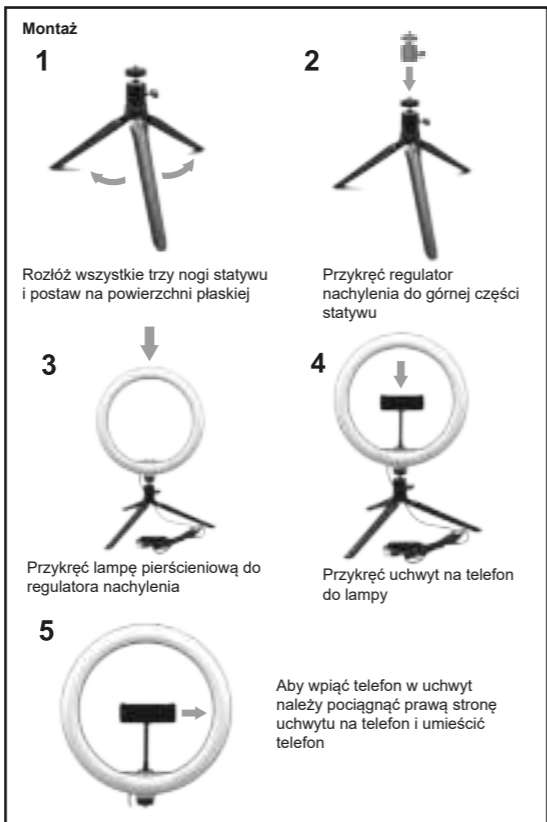 Montaż
1
Rozłóż wszystkie trzy nogi statywu
i postaw na powierzchni płaskiej
2
Przykręć regulator
nachylenia do górnej części
statywu
3
Przykręć lampę pierścieniową do
regulatora nachylenia
4
Przykręć uchwyt na telefon
do lampy
5
Aby wpiąć telefon w uchwyt
należy pociągnąć prawą stronę
uchwytu na telefon i umieścić
telefon